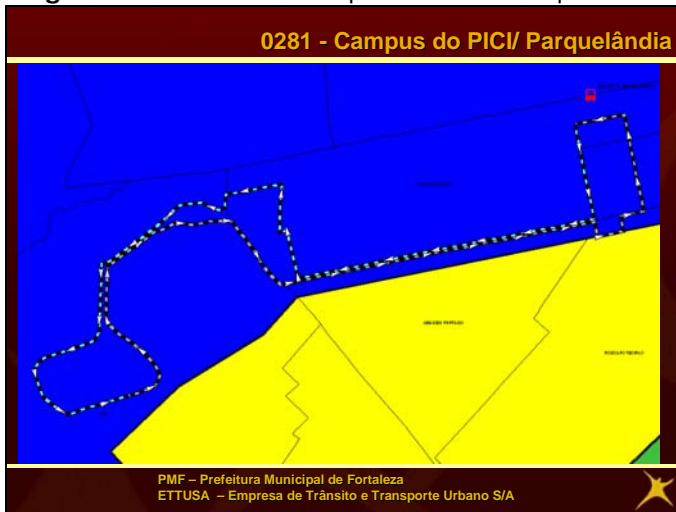 0281 - Campus do PICI/ Parquelândia
PMF – Prefeitura Municipal de Fortaleza
ETTUSA – Empresa de Trânsito e Transporte Urbano S/A